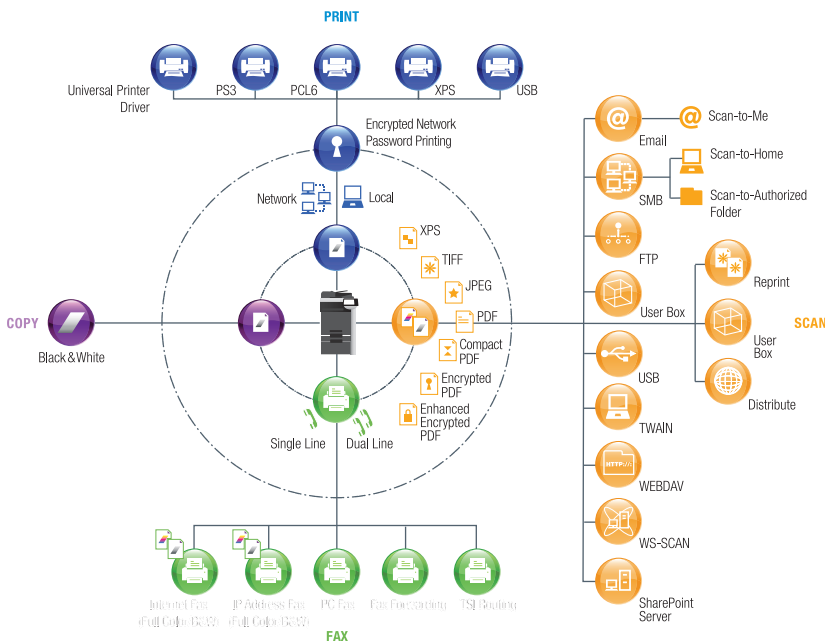 PRINT
Universal Printer
Driver
PS3
PCL6
XPS
USB
Encrypted Network
Password Printing
Network
Local
XPS
TIFF
JPEG
PDF
Compact
PDF
Encrypted
PDF
Enhanced
Encrypted
PDF
COPY
Black & White
Single Line
Dual Line
@
Email
@
Scan-to-Me
SMB
Scan-to-Home
Scan-to-Authorized
Folder
FTP
User Box
Reprint
User
Box
Distribute
SCAN
USB
TWAIN
HTTP://
WEBDAV
WS-SCAN
SharePoint
Server
Internet Fax
(Full Color B&W)
IP Address Fax
(Full Color B&W)
PC Fax
Fax Forwarding
TSI Routing
FAX